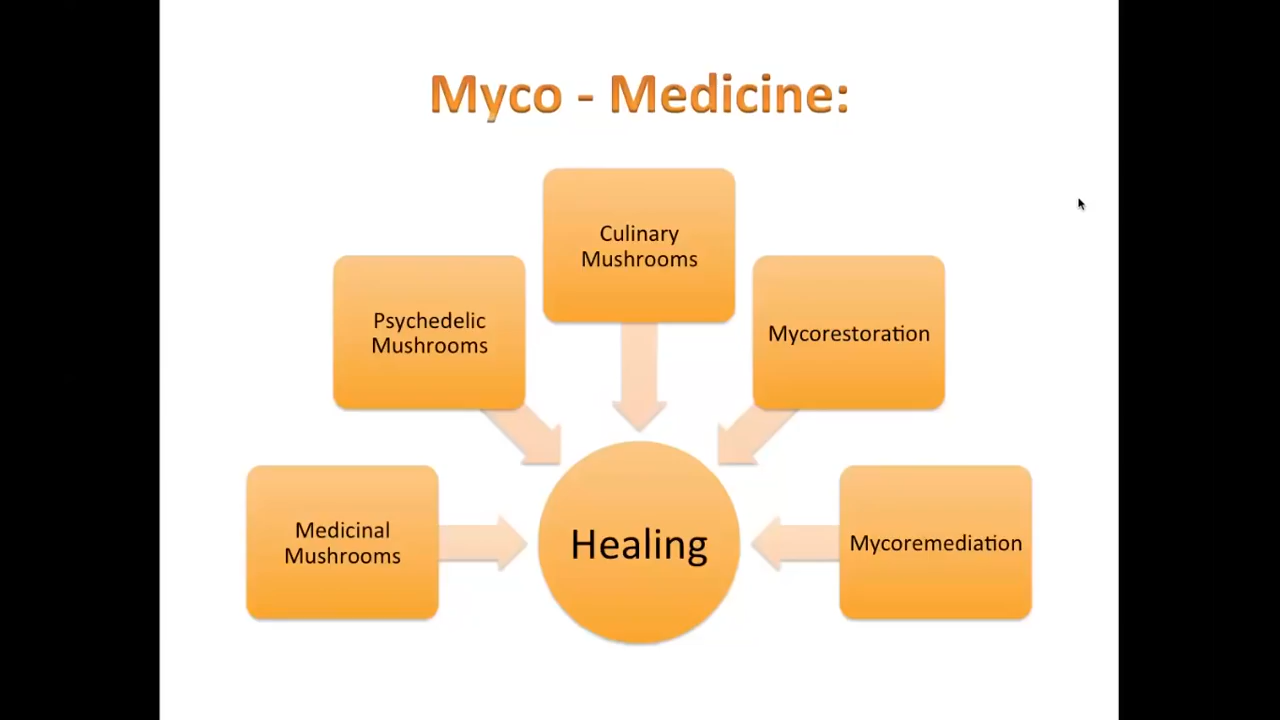 Myco - Medicine:
Culinary
Mushrooms
Psychedelic
Mushrooms
Mycorestoration
Medicinal
Mushrooms
Healing
Mycoremediation